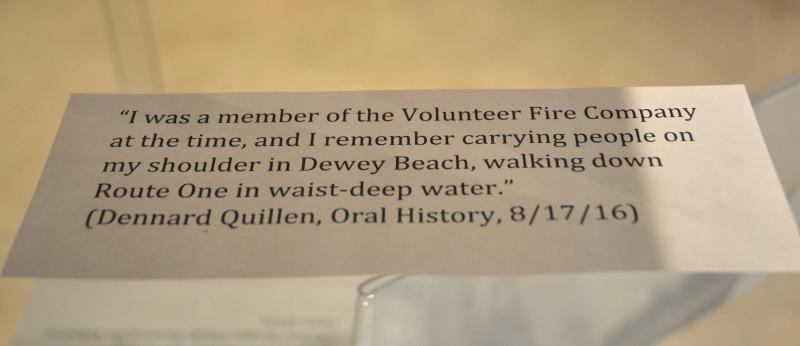 “I was a member of the Volunteer Fire Company
at the time, and I remember carrying people on
my shoulder in Dewey Beach, walking down
Route One in waist-deep water.”
(Dennard Quillen, Oral History, 8/17/16)